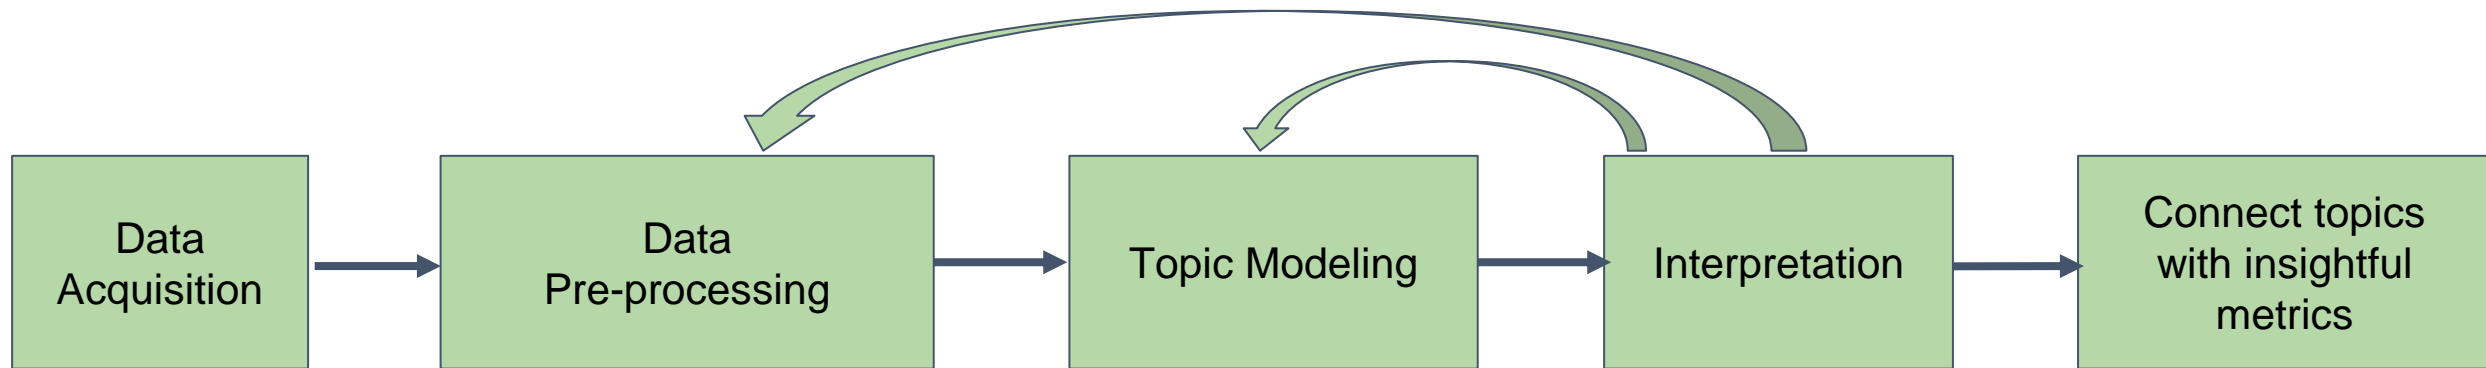 Data
Acquisition
Data
Pre-processing
Topic Modeling
Interpretation
Connect topics
with insightful
metrics